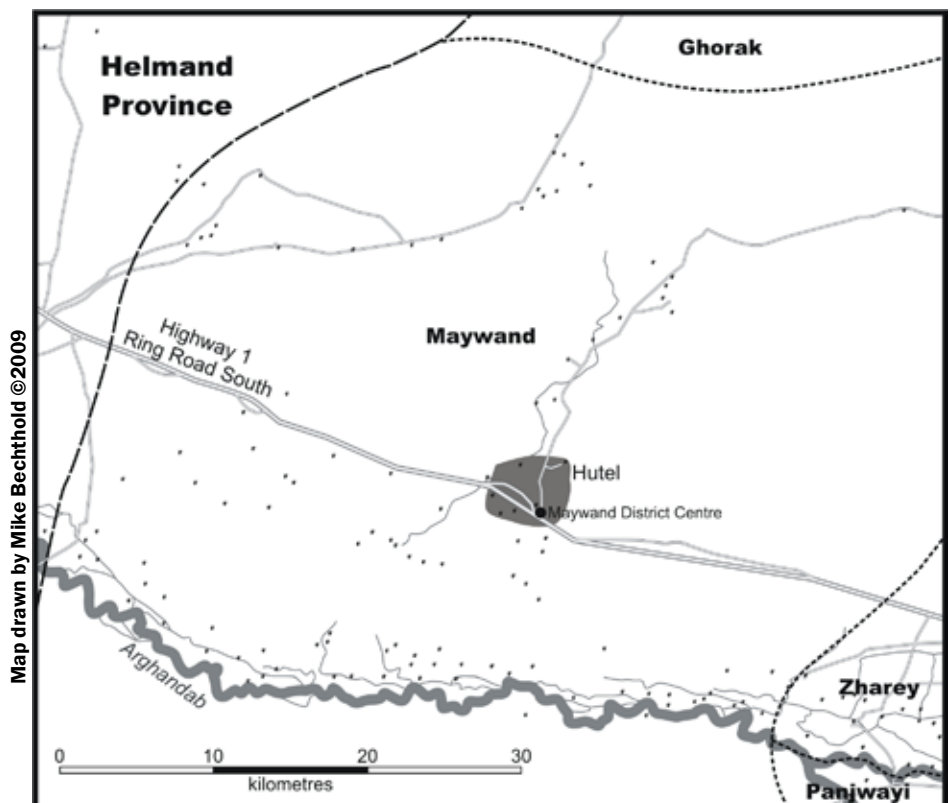 Helmand
Province
Ghorak
Maywand
Highway 1
Ring Road South
Hutel
Maywand District Centre
Arghandab
Zharey
Panjwayi
0 10 20 30
kilometres
Map drawn by Mike Bechthold ©2009